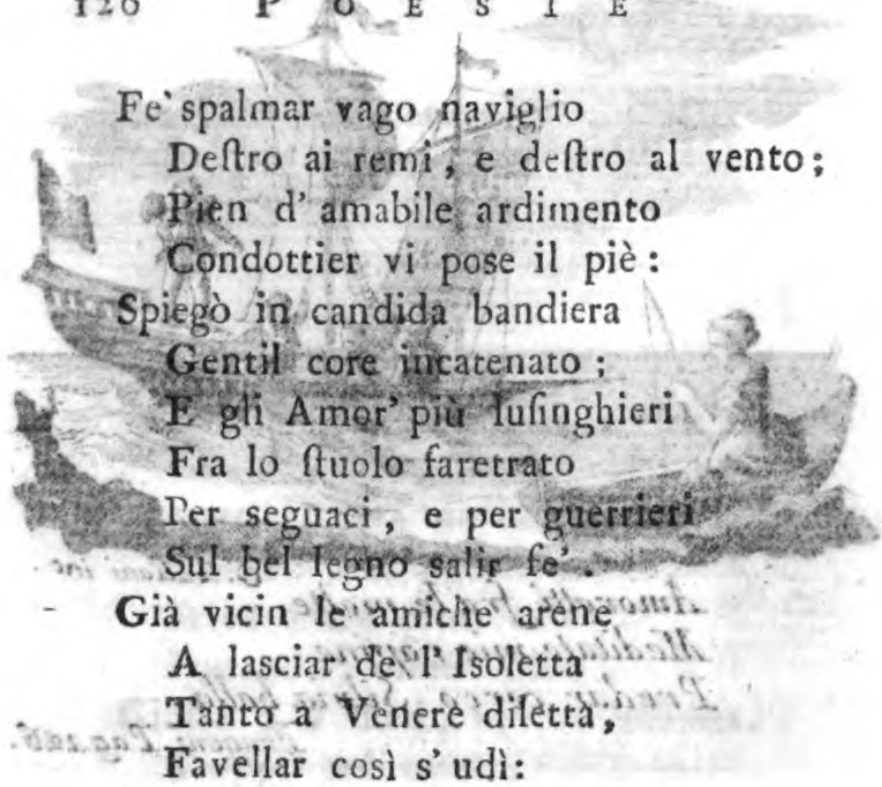 120 POESIE
Fe' spalmar vago naviglio
Deſtro ai remi, e deſtro al vento;
Pien d' amabile ardimento
Condottier vi pose il piè:
Spiegò in candida bandiera
Gentil core incatenato;
E gli Amor' più luſinghieri
Fra lo ſtuolo faretrato
Per seguaci, e per guerrieri
Sul bel legno salir fe'.
Già vicin le amiche arene
A lasciar de l' Isoletta
Tanto a Venere diletta,
Favellar così s' udì: